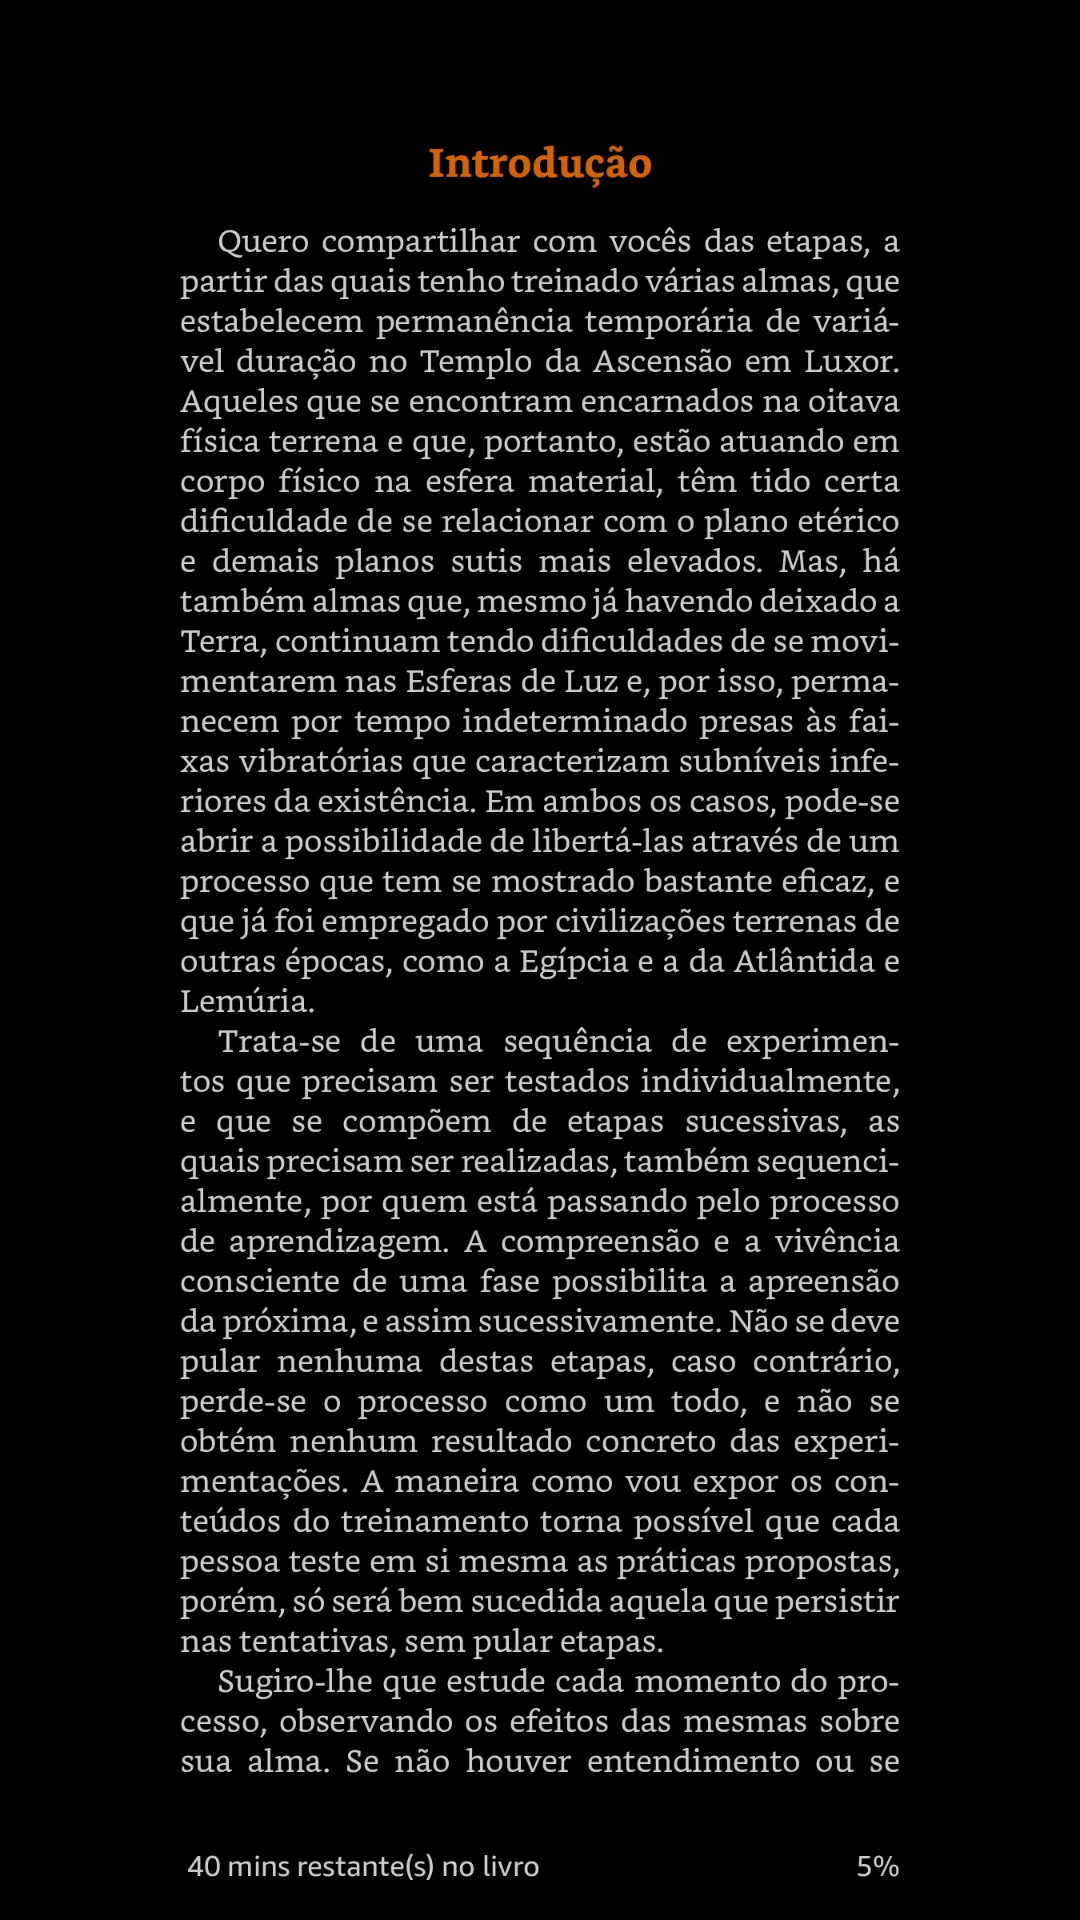 Introdução
Quero compartilhar com vocês das etapas, a
partir das quais tenho treinado várias almas, que
estabelecem permanência temporária de variá-
vel duração no Templo da Ascensão em Luxor.
Aqueles que se encontram encarnados na oitava
física terrena e que, portanto, estão atuando em
corpo físico na esfera material, têm tido certa
dificuldade de se relacionar com o plano etérico
e demais planos sutis mais elevados. Mas, há
também almas que, mesmo já havendo deixado a
Terra, continuam tendo dificuldades de se movi-
mentarem nas Esferas de Luz e, por isso, perma-
necem por tempo indeterminado presas às fai-
xas vibratórias que caracterizam subníveis infe-
riores da existência. Em ambos os casos, pode-se
abrir a possibilidade de libertá-las através de um
processo que tem se mostrado bastante eficaz, e
que já foi empregado por civilizações terrenas de
outras épocas, como a Egípcia e a da Atlântida e
Lemúria.
Trata-se de uma sequência de experimen-
tos que precisam ser testados individualmente,
e que se compõem de etapas sucessivas, as
quais precisam ser realizadas, também sequenci-
almente, por quem está passando pelo processo
de aprendizagem. A compreensão e a vivência
consciente de uma fase possibilita a apreensão
da próxima, e assim sucessivamente. Não se deve
pular nenhuma destas etapas, caso contrário,
perde-se o processo como um todo, e não se
obtém nenhum resultado concreto das experi-
mentações. A maneira como vou expor os con-
teúdos do treinamento torna possível que cada
pessoa teste em si mesma as práticas propostas,
porém, só será bem sucedida aquela que persistir
nas tentativas, sem pular etapas.
Sugiro-lhe que estude cada momento do pro-
cesso, observando os efeitos das mesmas sobre
sua alma. Se não houver entendimento ou se
40 mins restante(s) no livro 5%